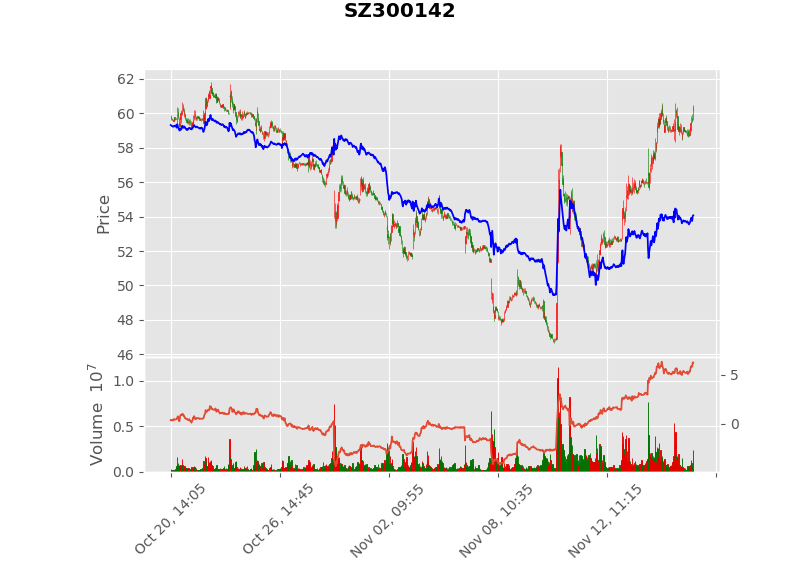 SZ300142
62
60
58
56
54
52
50
48
46
Price
1.0
0.5
0.0
Volume 10^7
5
0
Oct 20, 14:05
Oct 26, 14:45
Nov 02, 09:55
Nov 08, 10:35
Nov 12, 11:15